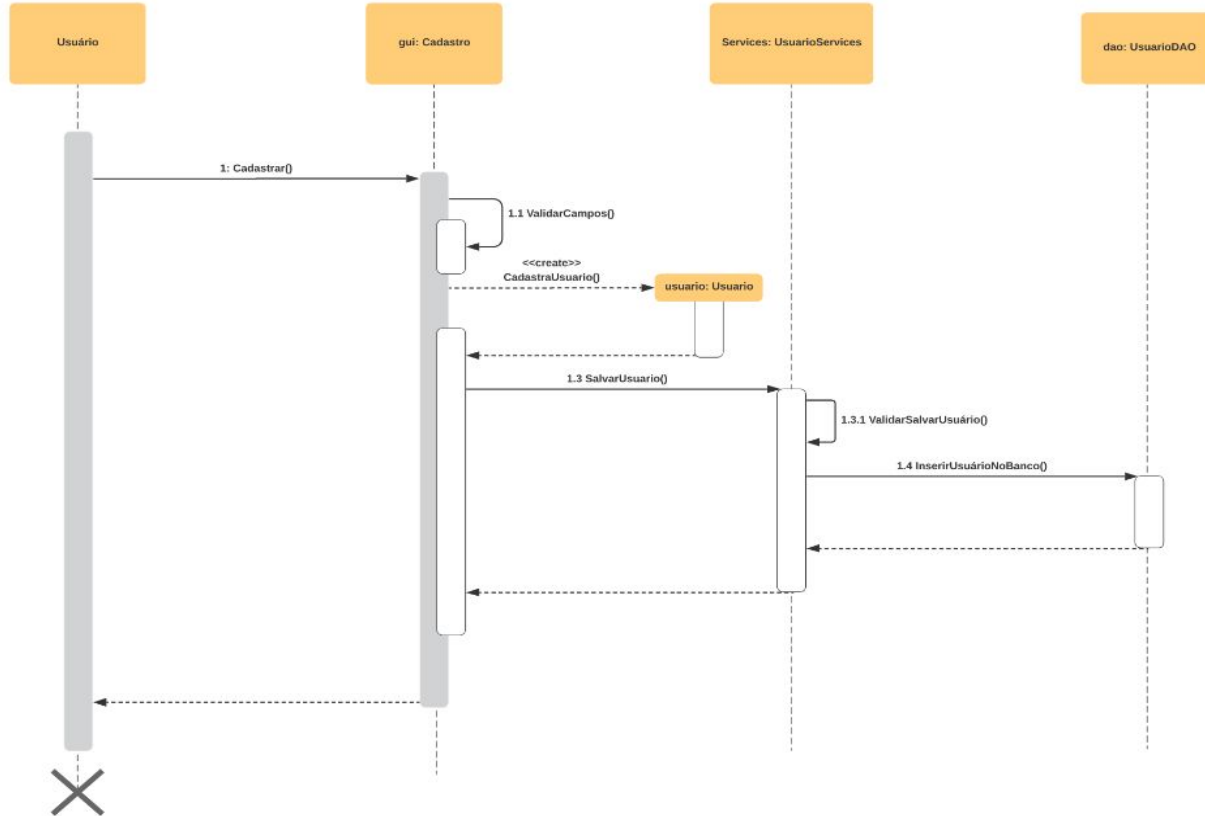 Usuário
gui: Cadastro
Services: UsuarioServices
dao: UsuarioDAO
1: Cadastrar()
1.1 ValidarCampos()
<<create>>
CadastraUsuario()
usuario: Usuario
1.3 SalvarUsuario()
1.3.1 ValidarSalvarUsuário()
1.4 InserirUsuárioNoBanco()